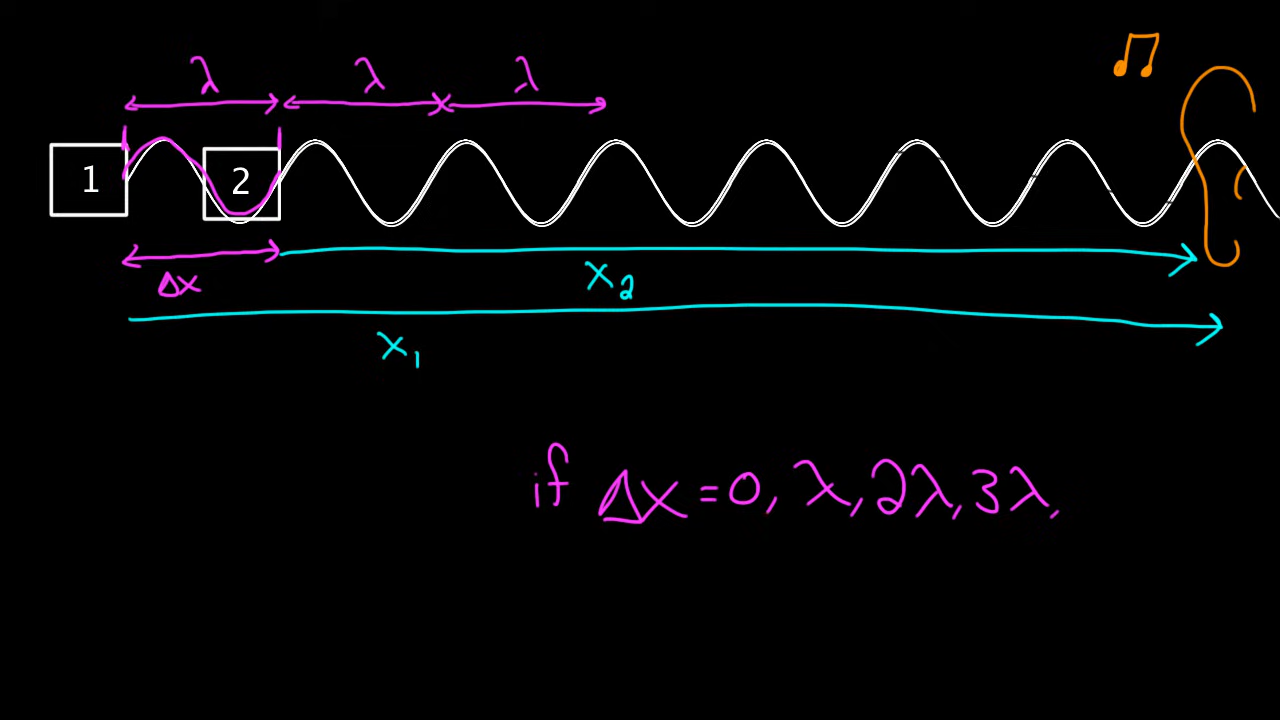 λ λ λ
1 2
Δx
x₂
x₁
if Δx = 0, λ, 2λ, 3λ,